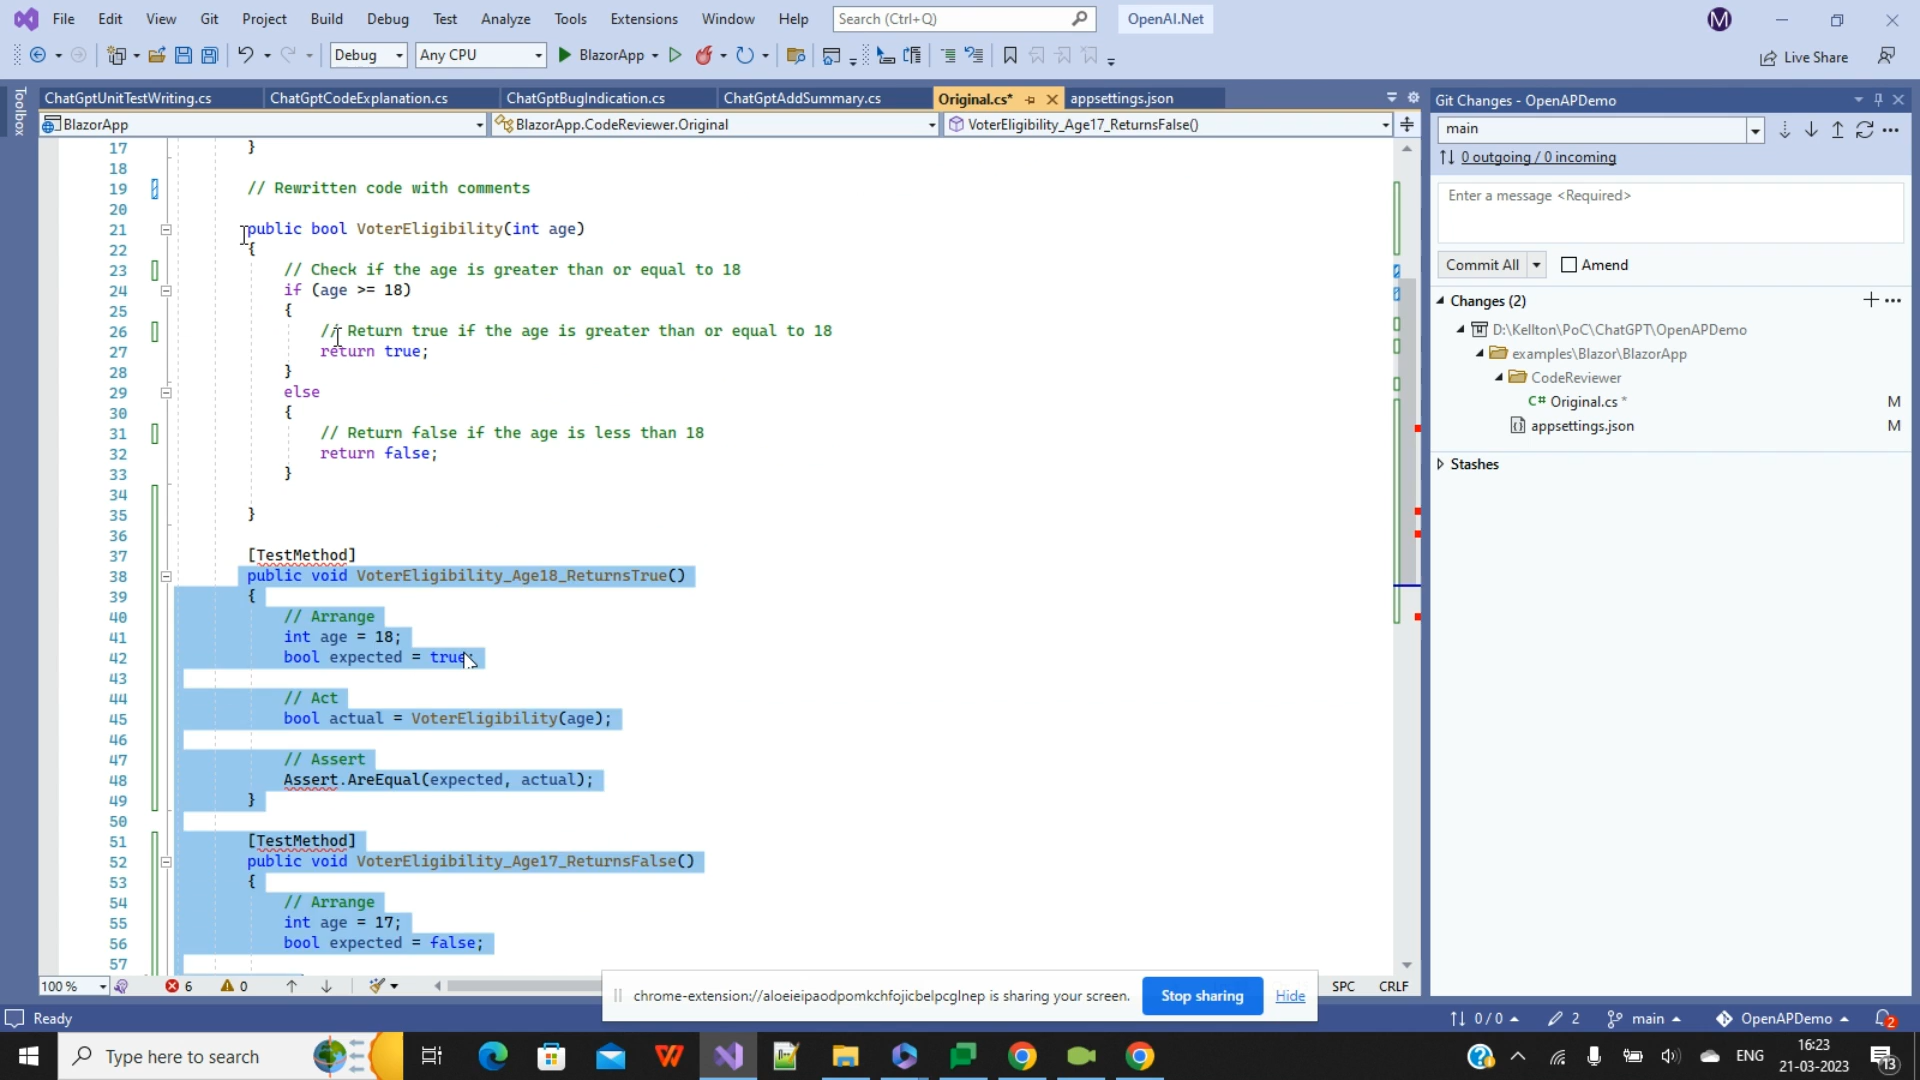 File Edit View Git Project Build Debug Test Analyze Tools Extensions Window Help Search (Ctrl+Q) OpenAI.Net M
Debug Any CPU BlazorApp Live Share
Toolbox
ChatGptUnitTestWriting.cs ChatGptCodeExplanation.cs ChatGptBugIndication.cs ChatGptAddSummary.cs Original.cs* appsettings.json
BlazorApp BlazorApp.CodeReviewer.Original VoterEligibility_Age17_ReturnsFalse()
17 }
18
19 // Rewritten code with comments
20
21 public bool VoterEligibility(int age)
22 {
23 // Check if the age is greater than or equal to 18
24 if (age >= 18)
25 {
26 // Return true if the age is greater than or equal to 18
27 return true;
28 }
29 else
30 {
31 // Return false if the age is less than 18
32 return false;
33 }
34
35 }
36
37 [TestMethod]
38 public void VoterEligibility_Age18_ReturnsTrue()
39 {
40 // Arrange
41 int age = 18;
42 bool expected = true;
43
44 // Act
45 bool actual = VoterEligibility(age);
46
47 // Assert
48 Assert.AreEqual(expected, actual);
49 }
50
51 [TestMethod]
52 public void VoterEligibility_Age17_ReturnsFalse()
53 {
54 // Arrange
55 int age = 17;
56 bool expected = false;
57
100 % 6 0 SPC CRLF
Git Changes - OpenAPDemo
main
0 outgoing / 0 incoming
Enter a message <Required>
Commit All Amend
Changes (2)
D:\Kellton\PoC\ChatGPT\OpenAPDemo
examples\Blazor\BlazorApp
CodeReviewer
C# Original.cs * M
appsettings.json M
Stashes
chrome-extension://aloeieipaodpomkchfojicbelpcglnep is sharing your screen. Stop sharing Hide
Ready 0 / 0 2 main OpenAPDemo 2
Type here to search ENG 16:23
21-03-2023 13